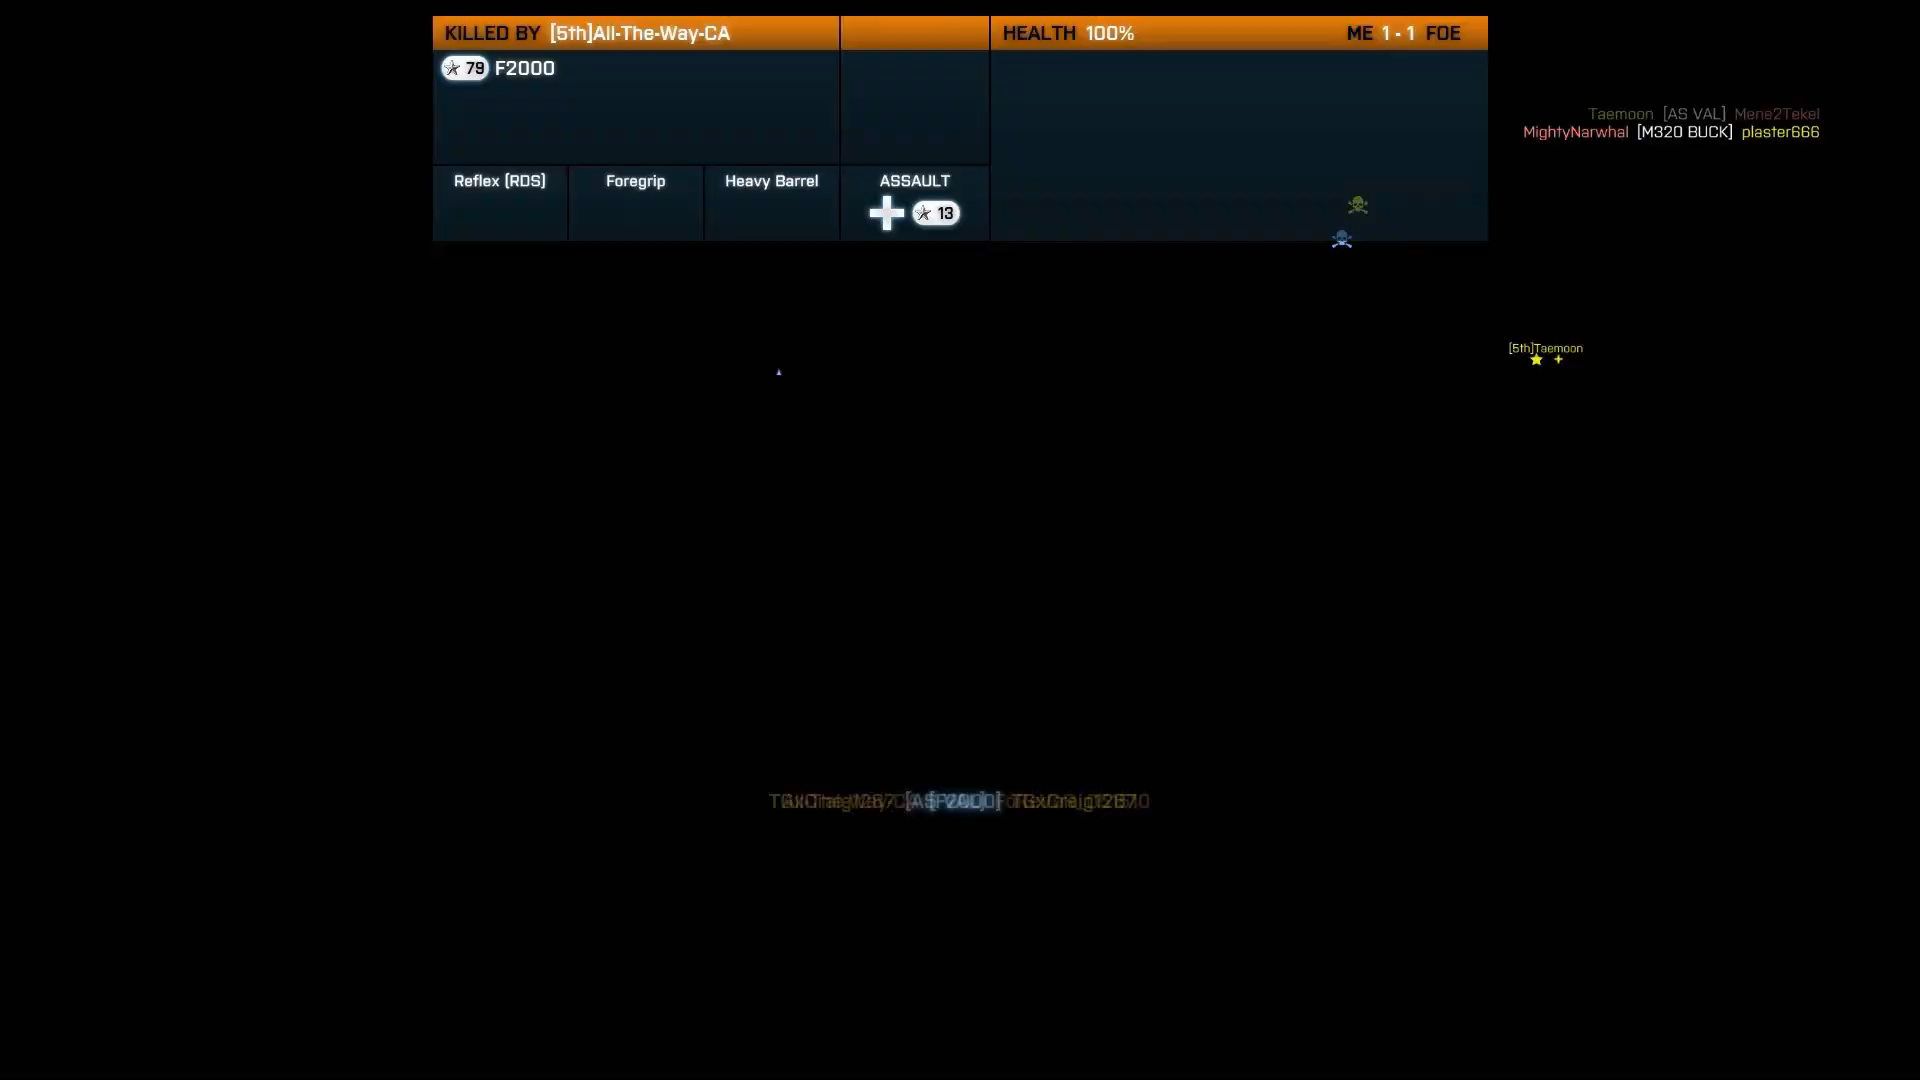 KILLED BY [5th]All-The-Way-CA
HEALTH 100%
ME 1 - 1 FOE
79 F2000
Reflex [RDS]
Foregrip
Heavy Barrel
ASSAULT
13
Taemoon [AS VAL] Mene2Tekel
MightyNarwhal [M320 BUCK] plaster666
[5th]Taemoon